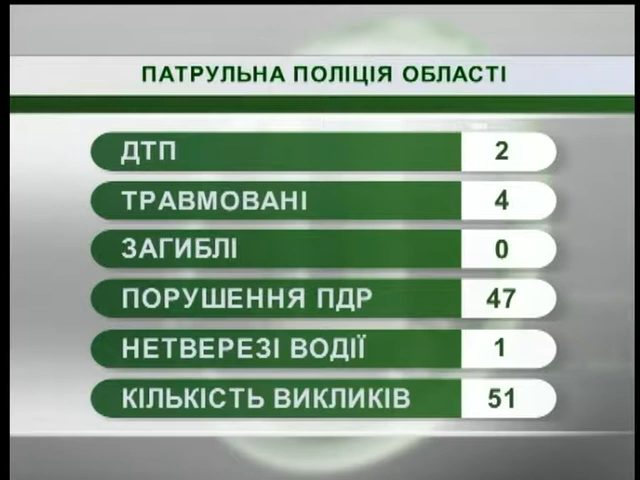 ПАТРУЛЬНА ПОЛІЦІЯ ОБЛАСТІ
ДТП 2
ТРАВМОВАНІ 4
ЗАГИБЛІ 0
ПОРУШЕННЯ ПДР 47
НЕТВЕРЕЗІ ВОДІЇ 1
КІЛЬКІСТЬ ВИКЛИКІВ 51